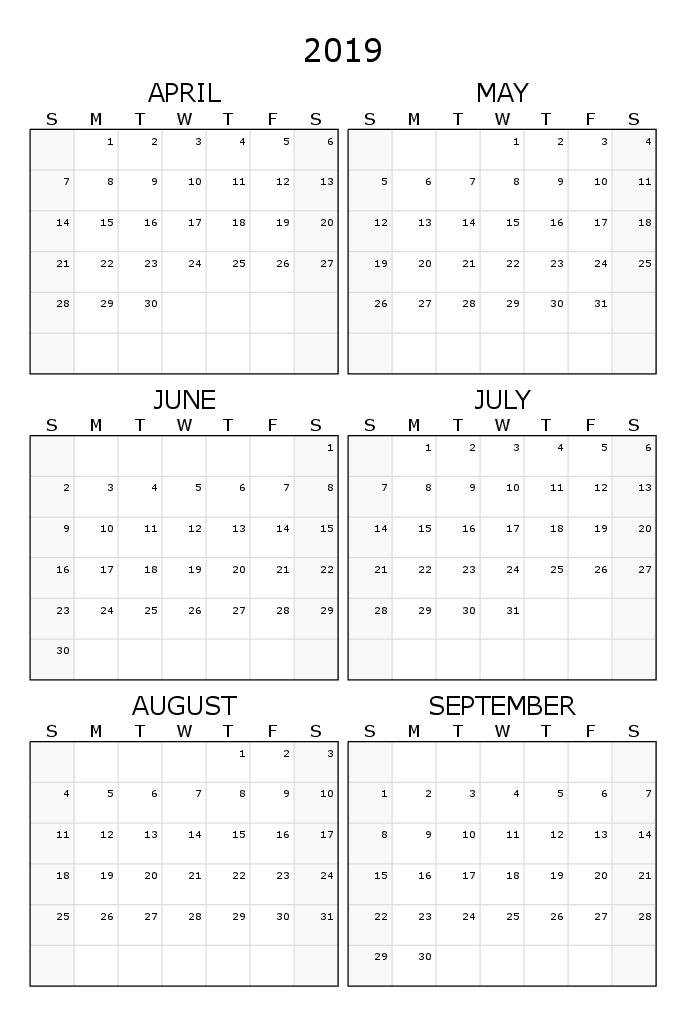 2019
APRIL
S M T W T F S
1 2 3 4 5 6
7 8 9 10 11 12 13
14 15 16 17 18 19 20
21 22 23 24 25 26 27
28 29 30
MAY
S M T W T F S
1 2 3 4
5 6 7 8 9 10 11
12 13 14 15 16 17 18
19 20 21 22 23 24 25
26 27 28 29 30 31
JUNE
S M T W T F S
1
2 3 4 5 6 7 8
9 10 11 12 13 14 15
16 17 18 19 20 21 22
23 24 25 26 27 28 29
30
JULY
S M T W T F S
1 2 3 4 5 6
7 8 9 10 11 12 13
14 15 16 17 18 19 20
21 22 23 24 25 26 27
28 29 30 31
AUGUST
S M T W T F S
1 2 3
4 5 6 7 8 9 10
11 12 13 14 15 16 17
18 19 20 21 22 23 24
25 26 27 28 29 30 31
SEPTEMBER
S M T W T F S
1 2 3 4 5 6 7
8 9 10 11 12 13 14
15 16 17 18 19 20 21
22 23 24 25 26 27 28
29 30